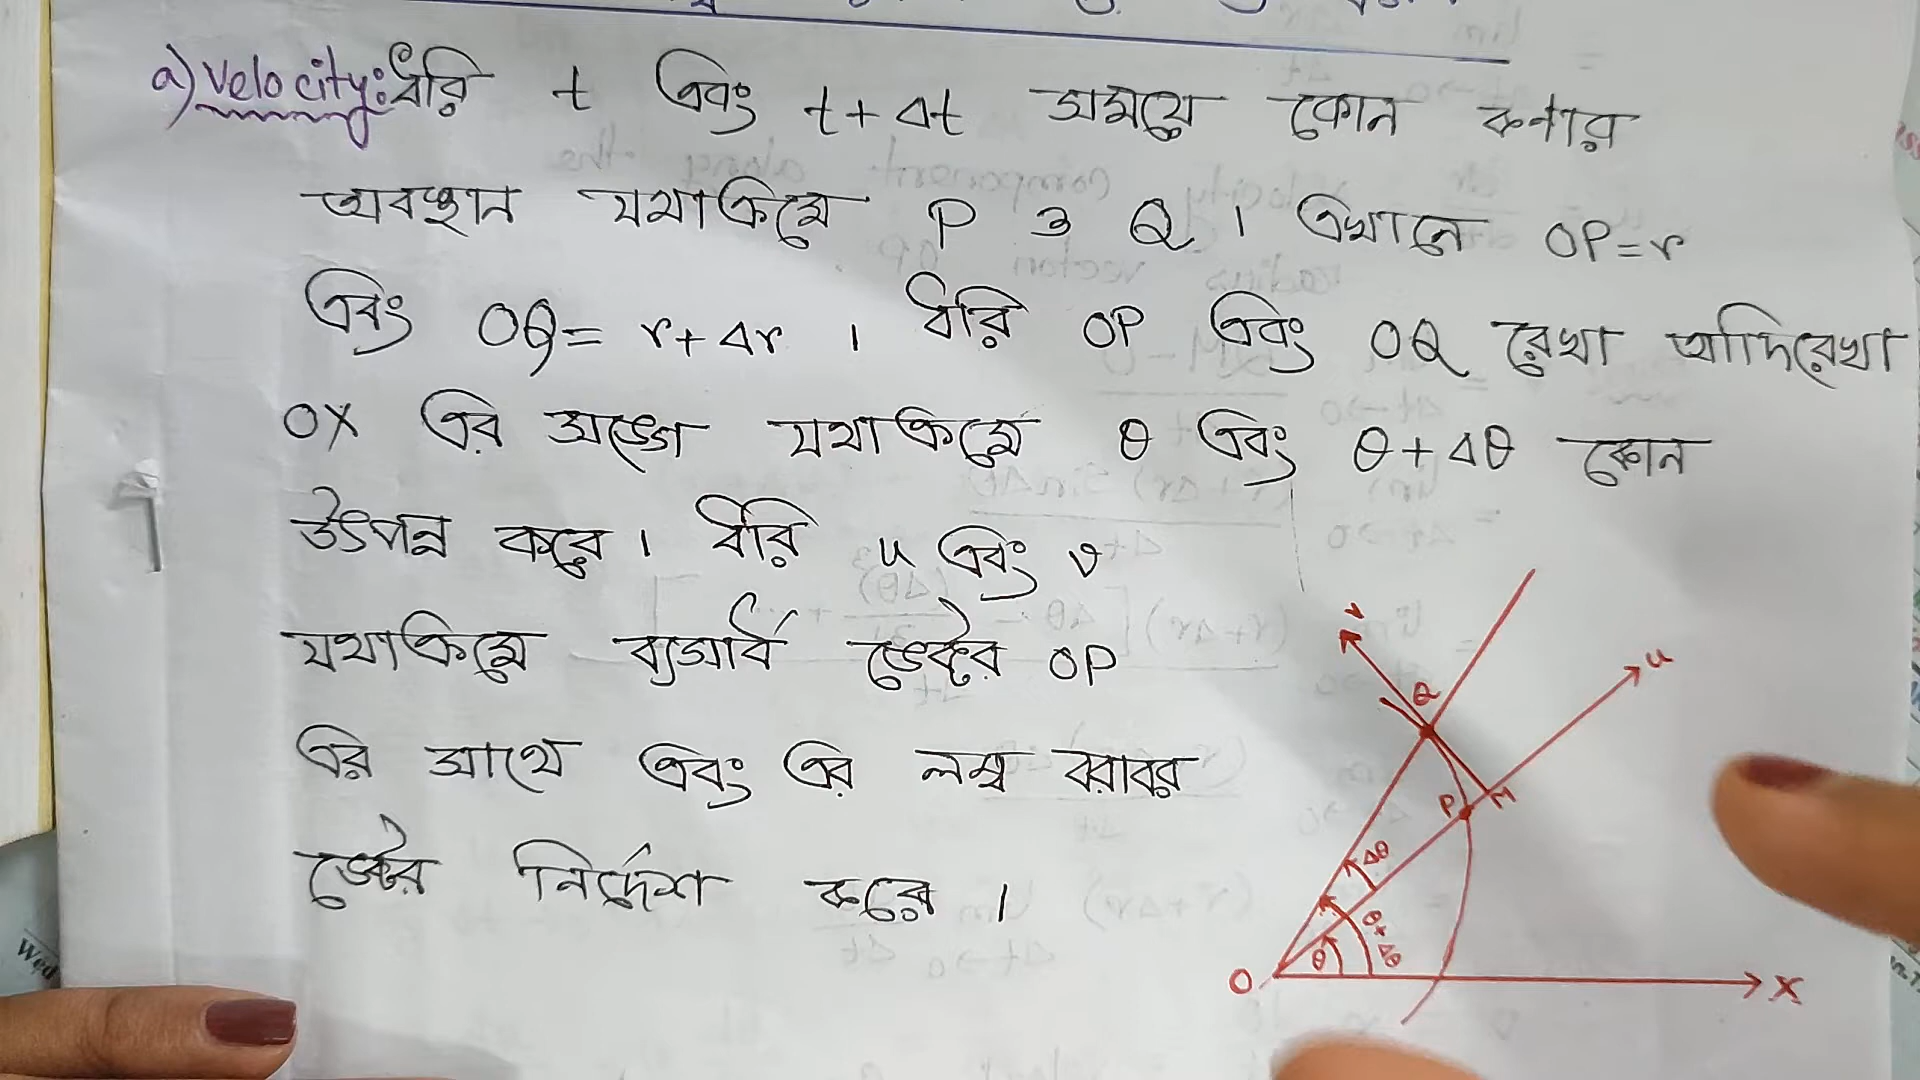 a) velocity: ধরি t এবং t+Δt সময়ে কোন কনার
অবস্থান যথাক্রমে P ও Q । এখানে OP=r
এবং OQ= r+Δr । ধরি OP এবং OQ রেখা আদিরেখা
OX এর সঙ্গে যথাক্রমে θ এবং θ+Δθ কোন
উৎপন্ন করে । ধরি u এবং v
যথাক্রমে ব্যসার্ধ ভেক্টর OP
এর সাথে এবং এর লম্ব বরাবর
ভেক্টর নির্দেশ করে ।
v
u
Q
P
M
Δθ
θ
θ+Δθ
O
X